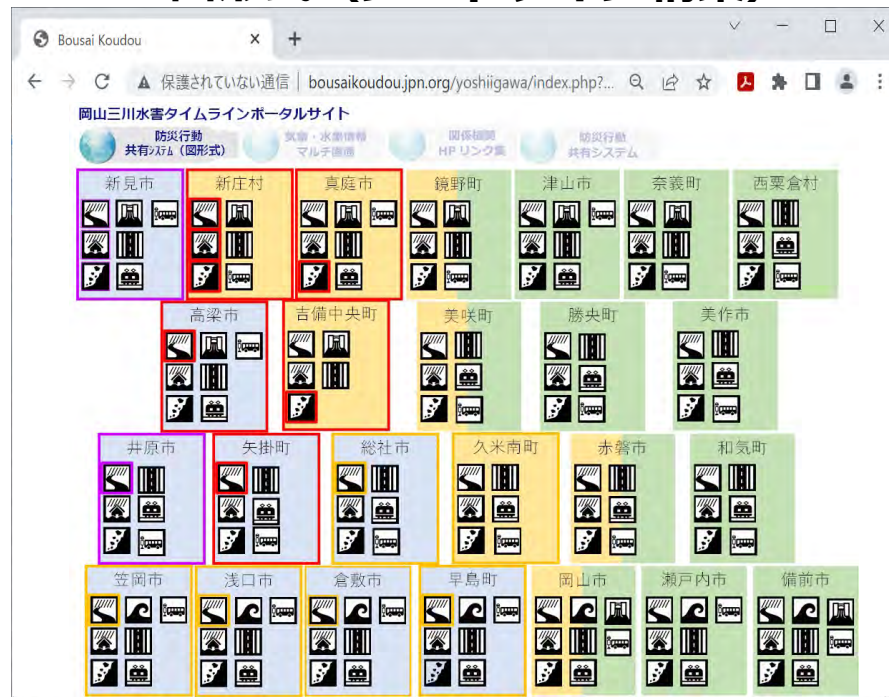 Bousai Koudou
保護されていない通信 bousaikoudou.jpn.org/yoshiigawa/index.php?...
岡山三川水害タイムラインポータルサイト
防災行動 気象・水象情報 関係機関 防災行動
共有システム（図形式） マルチ画面 HP リンク集 共有システム
新見市 新庄村 真庭市 鏡野町 津山市 奈義町 西粟倉村
高梁市 吉備中央町 美咲町 勝央町 美作市
井原市 矢掛町 総社市 久米南町 赤磐市 和気町
笠岡市 浅口市 倉敷市 早島町 岡山市 瀬戸内市 備前市